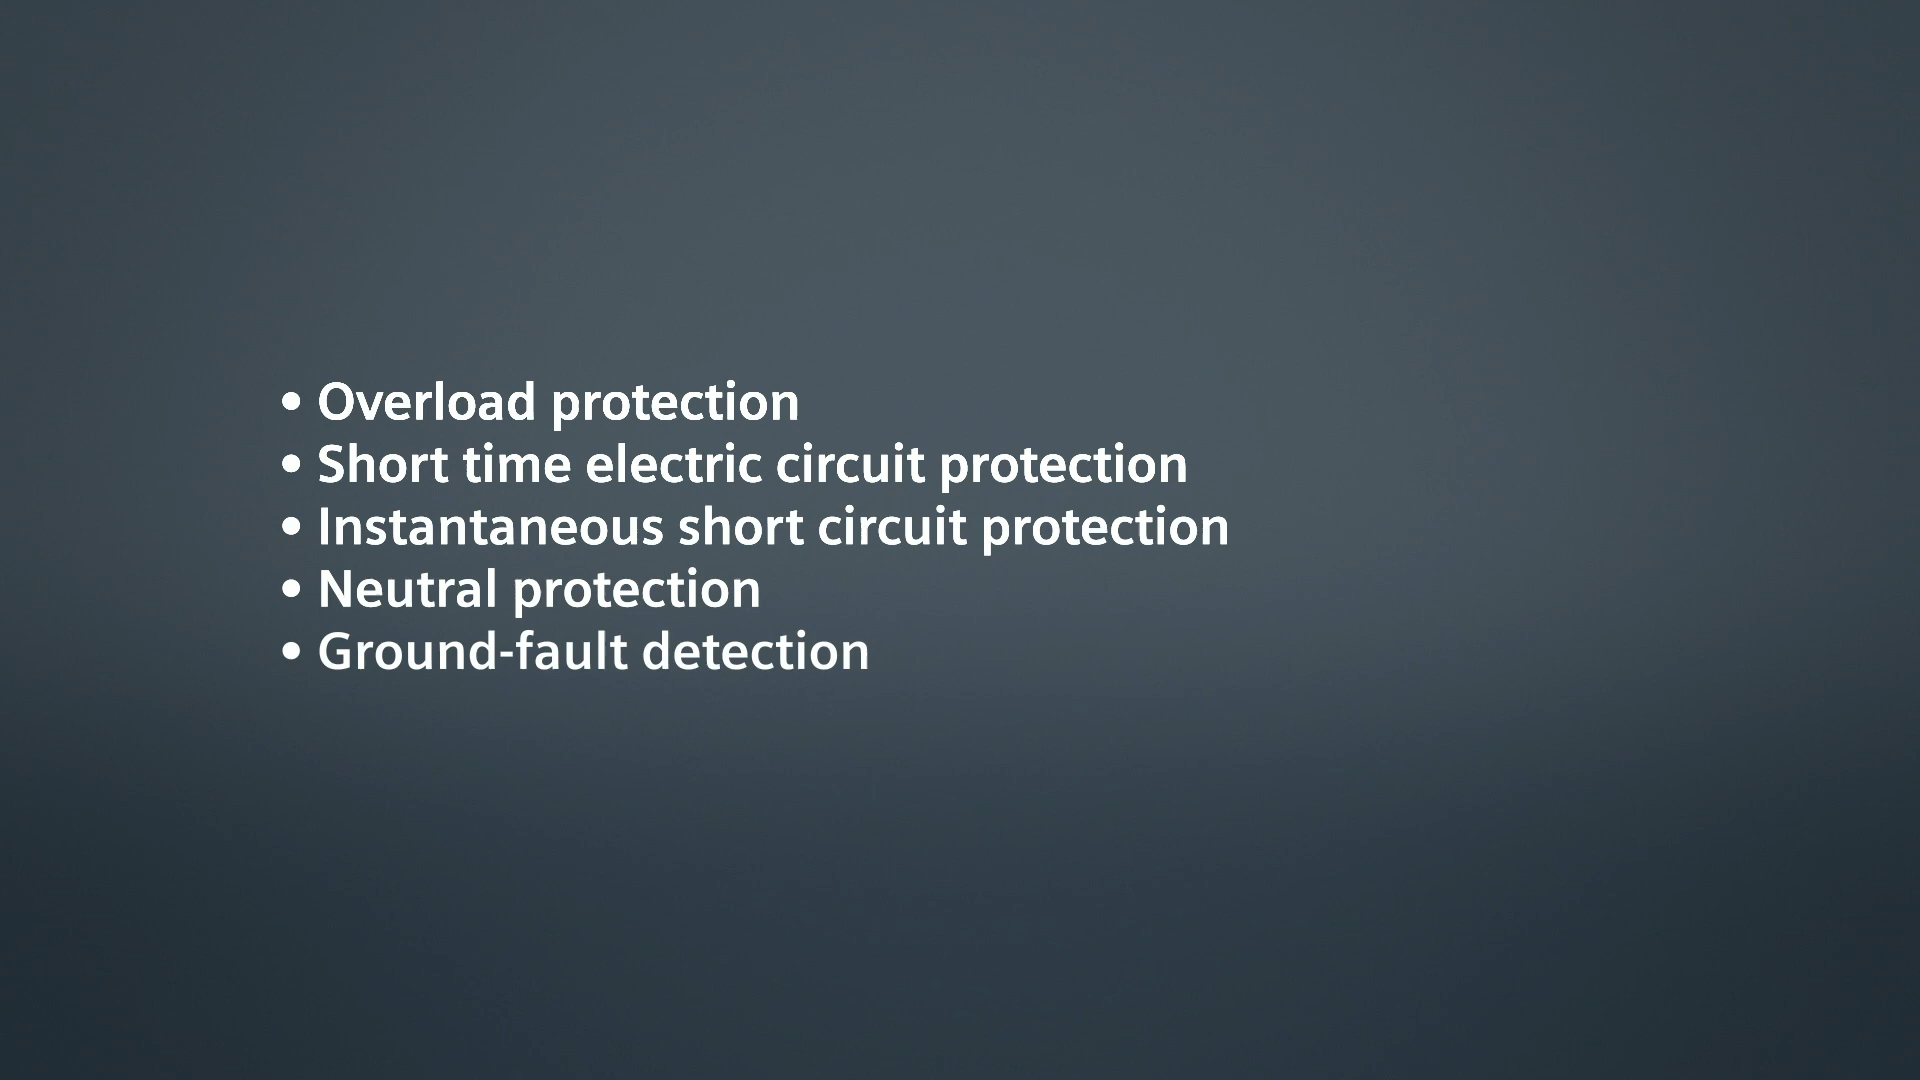 • Overload protection
• Short time electric circuit protection
• Instantaneous short circuit protection
• Neutral protection
• Ground-fault detection